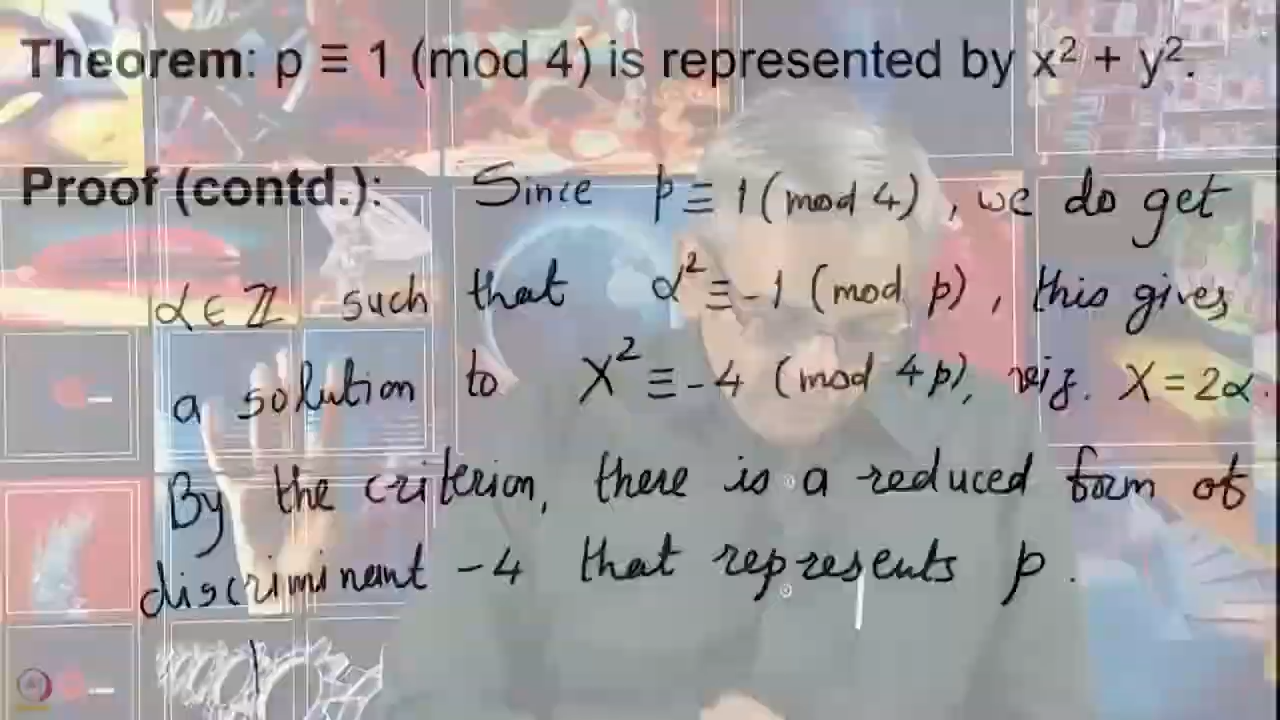 Theorem: p ≡ 1 (mod 4) is represented by x² + y².
Proof (contd.): Since p ≡ 1 (mod 4), we do get
α ∈ ℤ such that α² ≡ -1 (mod p), this gives
a solution to X² ≡ -4 (mod 4p), viz. X = 2α.
By the criterion, there is a reduced form of
discriminant -4 that represents p.